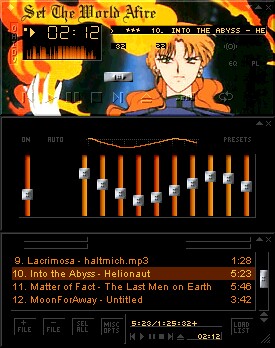 Set The World Afire
02:12
*** 10. INTO THE ABYSS - HE
32 22
EQ PL
ON AUTO PRESETS
9. Lacrimosa - haltmich.mp3 1:28
10. Into the Abyss - Helionaut 5:23
11. Matter of Fact - The Last Men on Earth 5:46
12. MoonForAway - Untitled 3:42
+ FILE - FILE SEL ALL MISC OPTS 5:23/1:25:32+ LOAD LIST
02:12